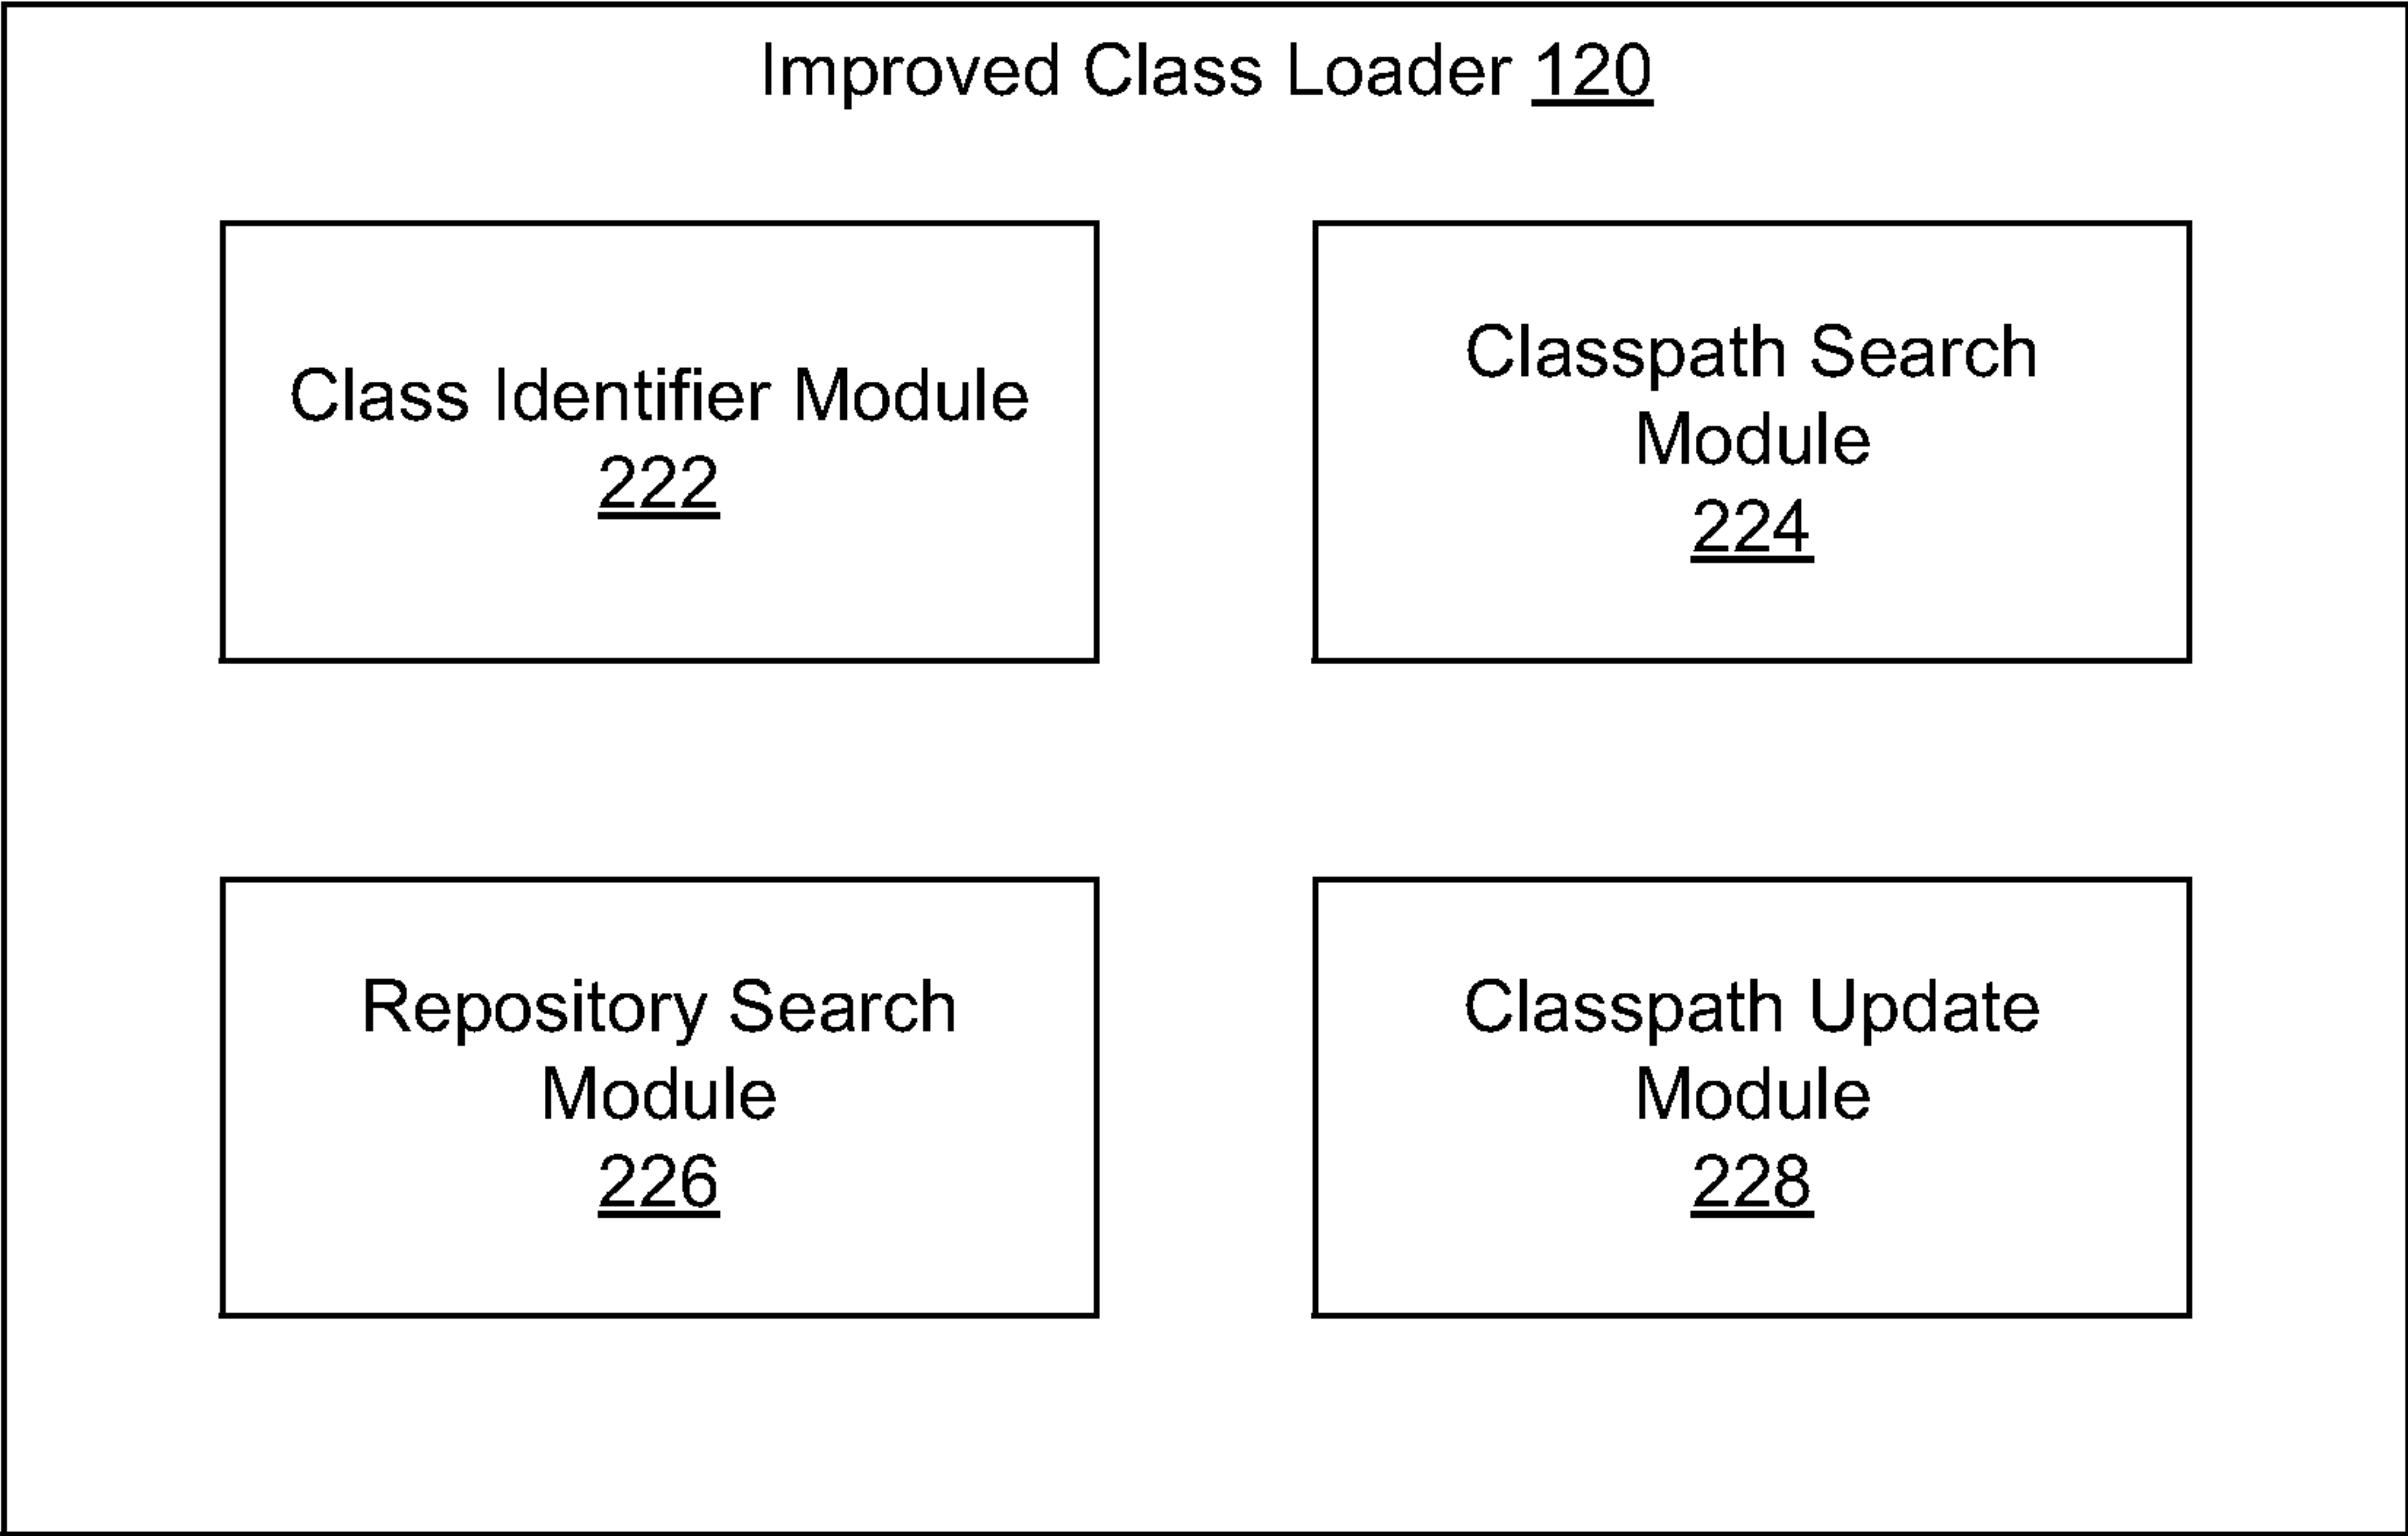 Improved Class Loader 120
Class Identifier Module
222
Classpath Search
Module
224
Repository Search
Module
226
Classpath Update
Module
228